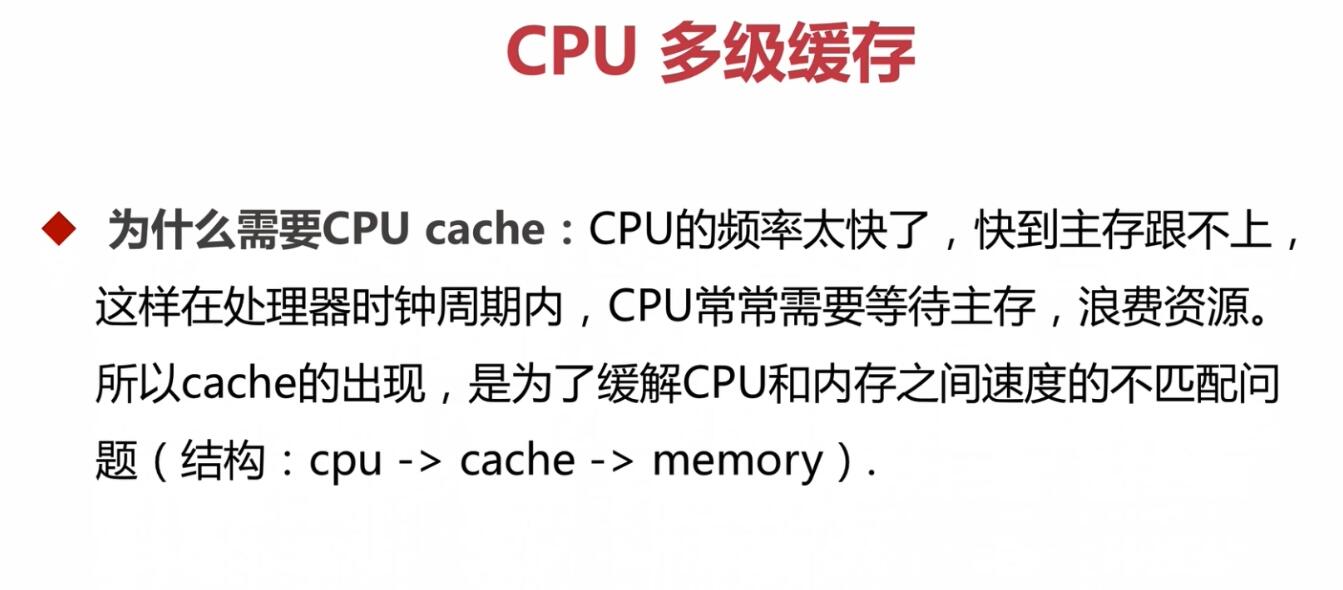 CPU 多级缓存
为什么需要CPU cache：CPU的频率太快了，快到主存跟不上，
这样在处理器时钟周期内，CPU常常需要等待主存，浪费资源。
所以cache的出现，是为了缓解CPU和内存之间速度的不匹配问
题（结构：cpu -> cache -> memory）.